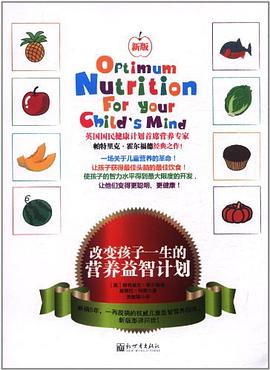 新版
Optimum
Nutrition
For your
Child's Mind
英国国民健康计划首席营养专家
帕特里克·霍尔福德经典之作!
一场关于儿童营养的革命!
让孩子获得最佳头脑的最佳饮食!
使孩子的智力水平得到最大限度的开发,
让他们变得更聪明、更健康!
改变孩子一生的
营养益智计划
新世界出版社